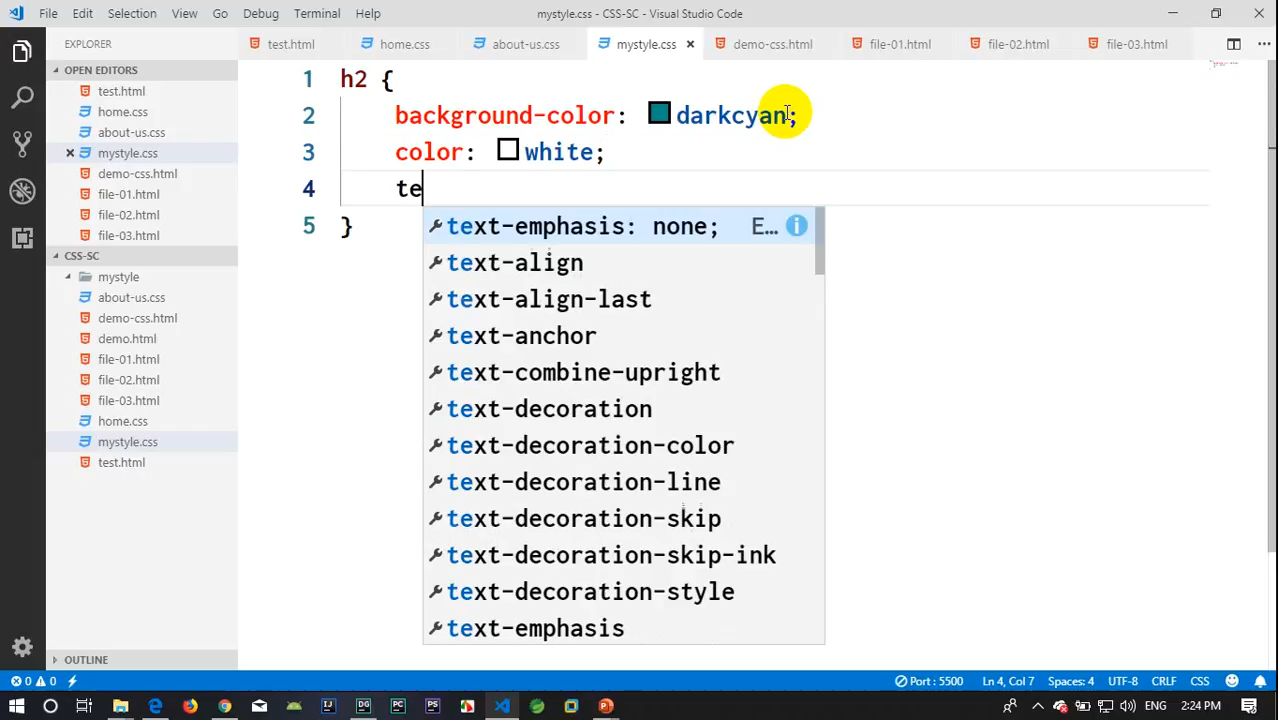 File Edit Selection View Go Debug Terminal Help
mystyle.css - CSS-SC - Visual Studio Code
EXPLORER
test.html home.css about-us.css mystyle.css demo-css.html file-01.html file-02.html file-03.html
OPEN EDITORS
test.html
home.css
about-us.css
mystyle.css
demo-css.html
file-01.html
file-02.html
file-03.html
CSS-SC
mystyle
about-us.css
demo-css.html
demo.html
file-01.html
file-02.html
file-03.html
home.css
mystyle.css
test.html
OUTLINE
1 h2 {
2 background-color: darkcyan;
3 color: white;
4 te
5 }
text-emphasis: none; E...
text-align
text-align-last
text-anchor
text-combine-upright
text-decoration
text-decoration-color
text-decoration-line
text-decoration-skip
text-decoration-skip-ink
text-decoration-style
text-emphasis
0 0 Port : 5500 Ln 4, Col 7 Spaces: 4 UTF-8 CRLF CSS
IJ DG PC PS ENG 2:24 PM